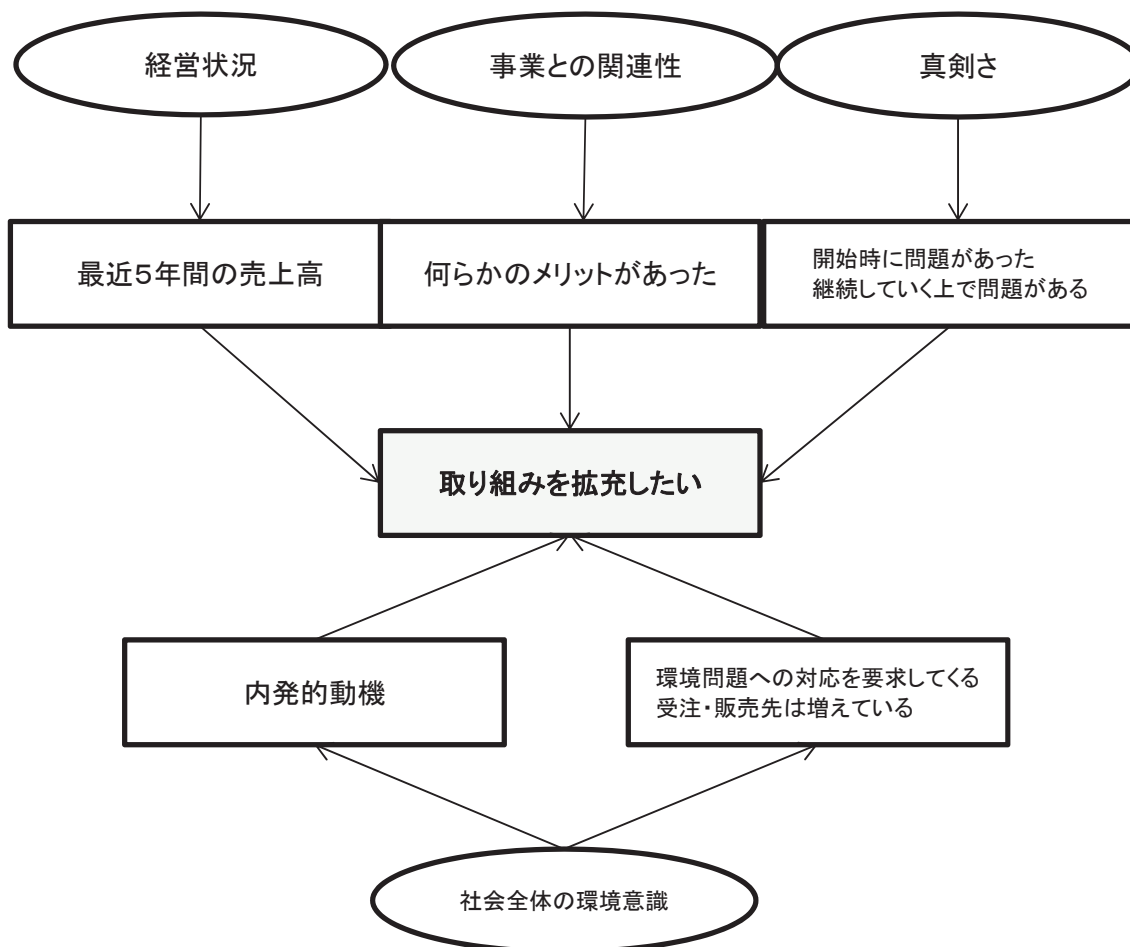 経営状況
事業との関連性
真剣さ
最近5年間の売上高
何らかのメリットがあった
開始時に問題があった
継続していく上で問題がある
取り組みを拡充したい
内発的動機
環境問題への対応を要求してくる
受注・販売先は増えている
社会全体の環境意識